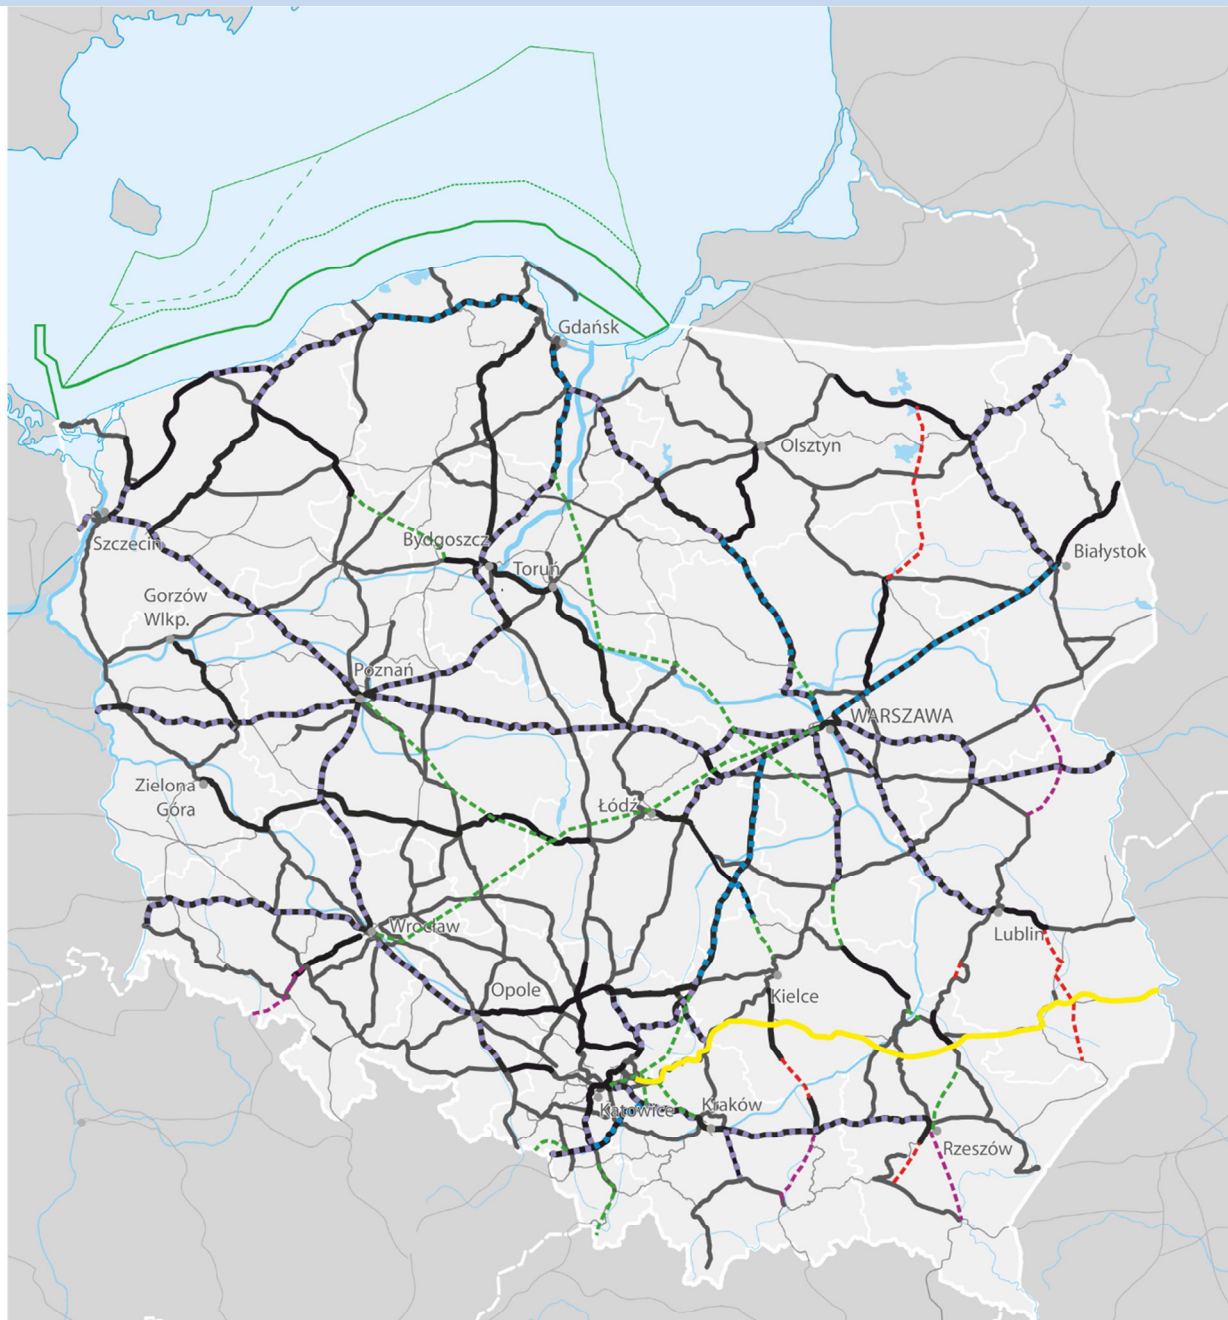 Gdańsk
Olsztyn
Szczecin
Bydgoszcz
Białystok
Toruń
Gorzów
Wlkp.
Poznań
WARSZAWA
Zielona
Góra
Łódź
Wrocław
Lublin
Opole
Kielce
Katowice
Kraków
Rzeszów